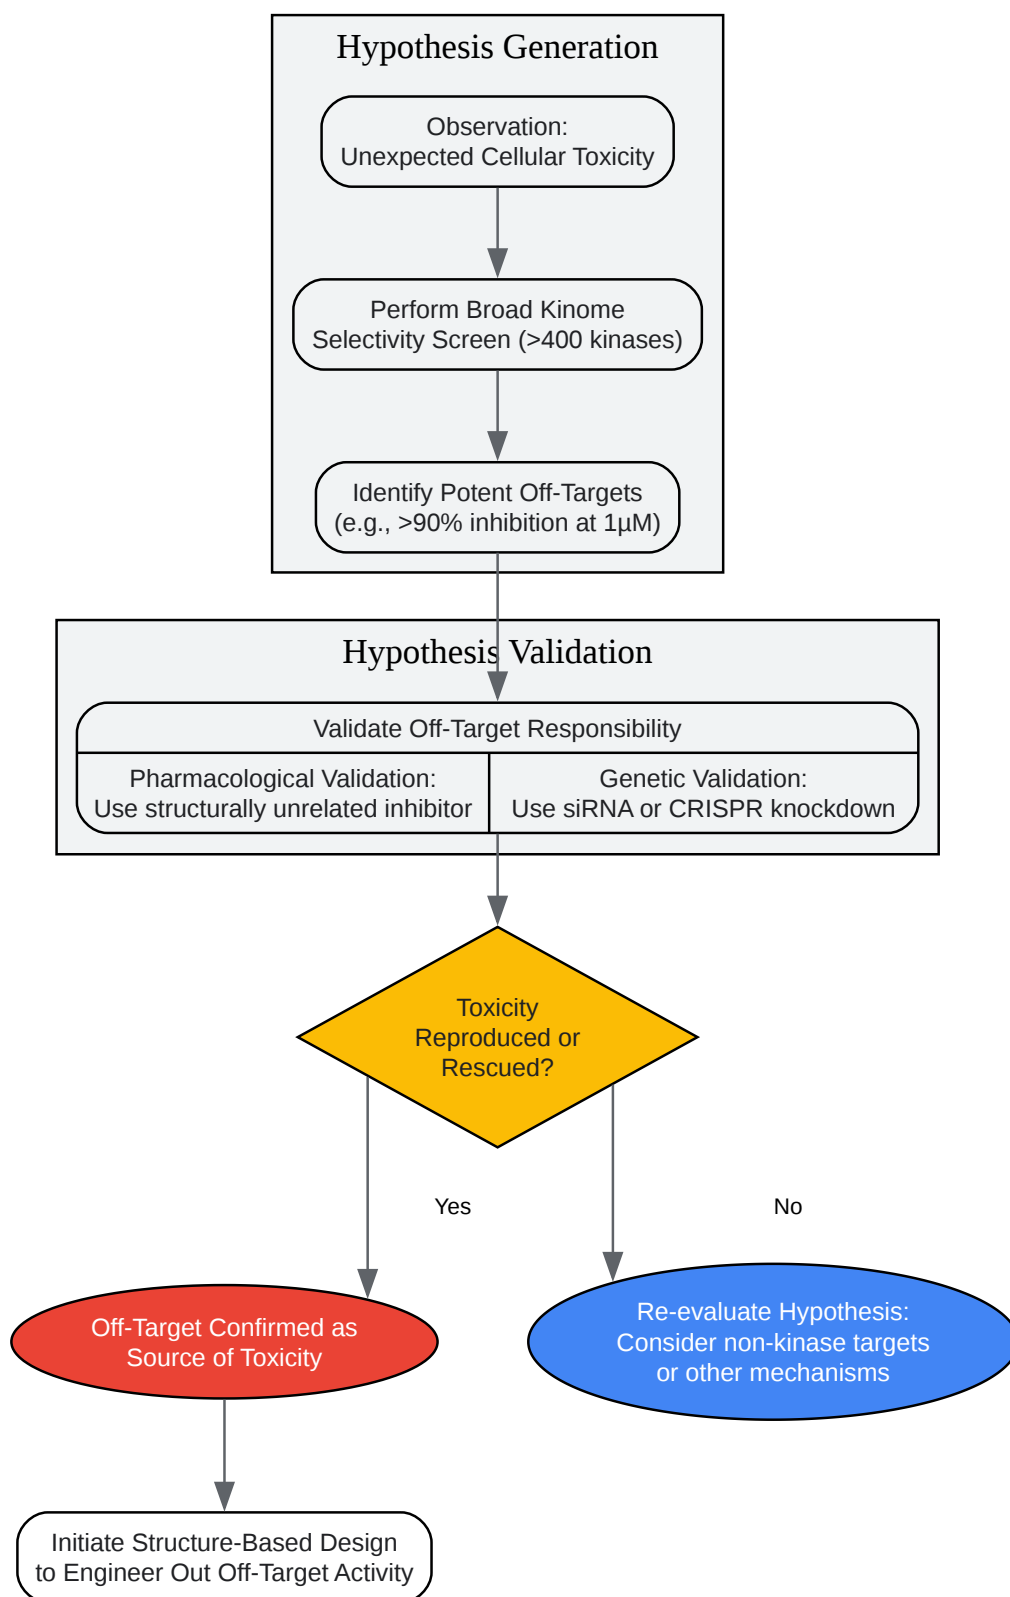 Hypothesis Generation
Observation:
Unexpected Cellular Toxicity
Perform Broad Kinome
Selectivity Screen (>400 kinases)
Identify Potent Off-Targets
(e.g., >90% inhibition at 1µM)
Hypothesis Validation
Validate Off-Target Responsibility
Pharmacological Validation:
Use structurally unrelated inhibitor
Genetic Validation:
Use siRNA or CRISPR knockdown
Toxicity
Reproduced or
Rescued?
Yes
No
Off-Target Confirmed as
Source of Toxicity
Re-evaluate Hypothesis:
Consider non-kinase targets
or other mechanisms
Initiate Structure-Based Design
to Engineer Out Off-Target Activity